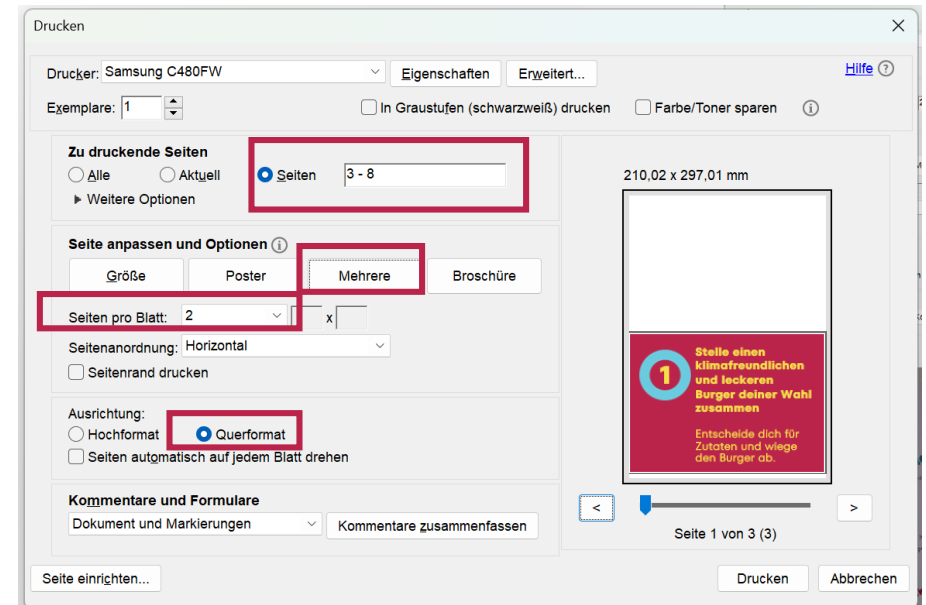 Drucken
Drucker: Samsung C480FW Eigenschaften Erweitert... Hilfe
Exemplare: 1 In Graustufen (schwarzweiß) drucken Farbe/Toner sparen
Zu druckende Seiten
Alle Aktuell Seiten 3 - 8
Weitere Optionen
Seite anpassen und Optionen
Größe Poster Mehrere Broschüre
Seiten pro Blatt: 2 x
Seitenanordnung: Horizontal
Seitenrand drucken
Ausrichtung:
Hochformat Querformat
Seiten automatisch auf jedem Blatt drehen
Kommentare und Formulare
Dokument und Markierungen Kommentare zusammenfassen
210,02 x 297,01 mm
1
Stelle einen
klimafreundlichen
und leckeren
Burger deiner Wahl
zusammen
Entscheide dich für
Zutaten und wiege
den Burger ab.
< >
Seite 1 von 3 (3)
Seite einrichten... Drucken Abbrechen